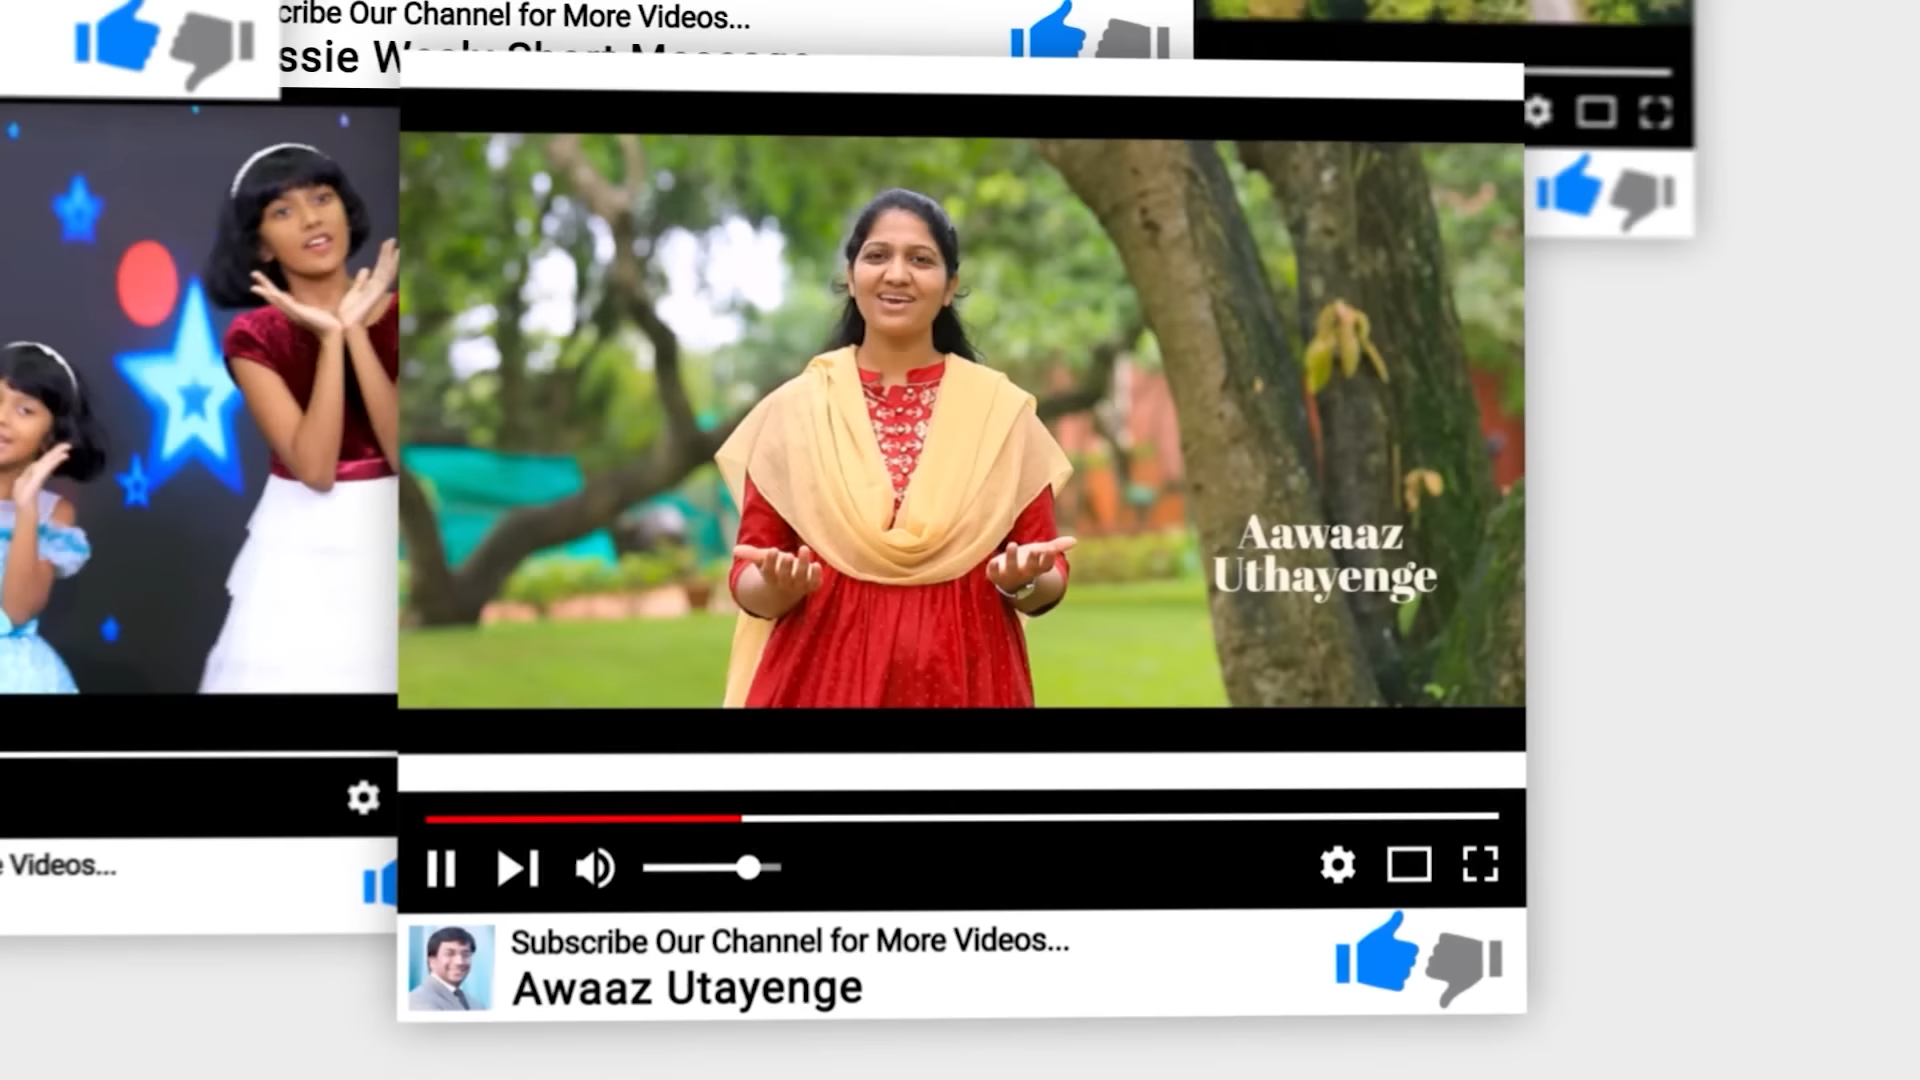 cribe Our Channel for More Videos...
ssie
Aawaaz
Uthayenge
Videos...
Subscribe Our Channel for More Videos...
Awaaz Utayenge